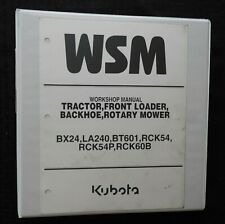 WSM
WORKSHOP MANUAL
TRACTOR,FRONT LOADER,
BACKHOE,ROTARY MOWER
BX24,LA240,BT601,RCK54,
RCK54P,RCK60B
Kubota